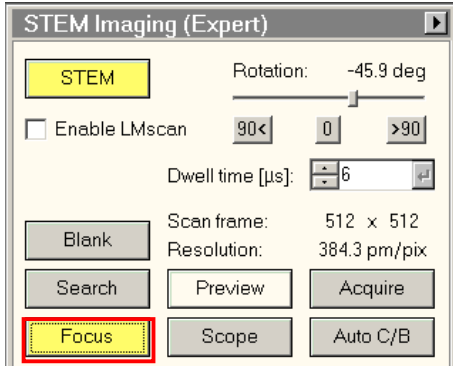 STEM Imaging (Expert)
STEM Rotation: -45.9 deg
Enable LMscan 90< 0 >90
Dwell time [µs]: 6
Scan frame: 512 x 512
Blank Resolution: 384.3 pm/pix
Search Preview Acquire
Focus Scope Auto C/B